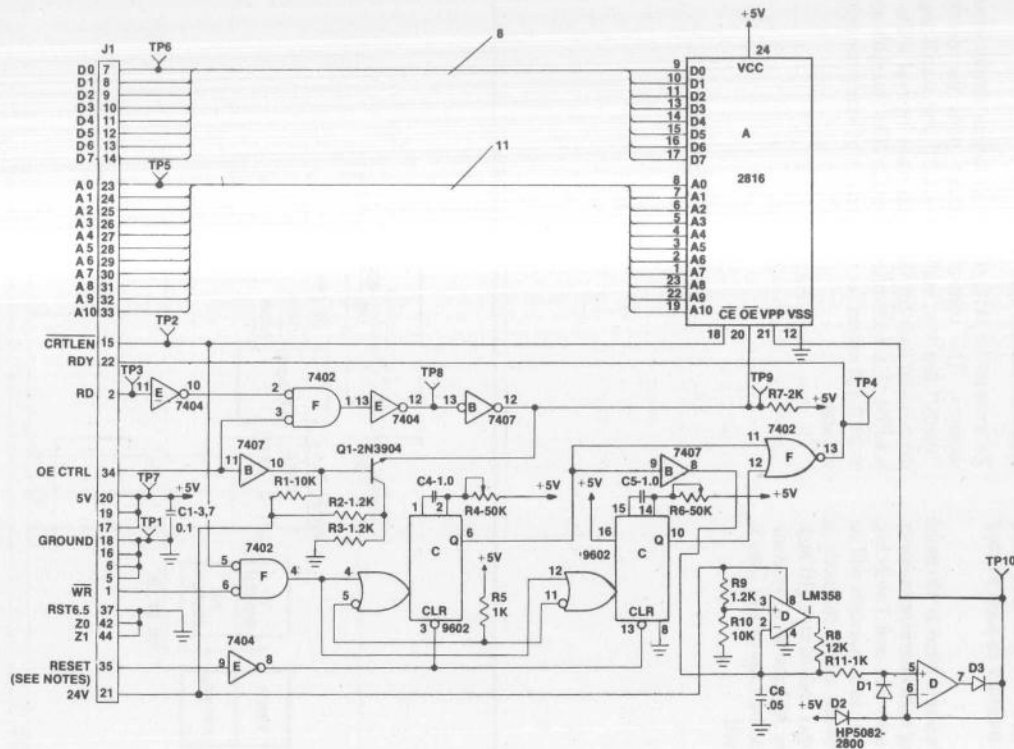 +5V
J1
TP6
8
24
VCC
D0 7
D1 8
D2 9
D3 10
D4 11
D5 12
D6 13
D7 14
9 D0
10 D1
11 D2
13 D3
14 D4
15 D5
16 D6
17 D7
A
2816
TP5
11
A0 23
A1 24
A2 25
A3 26
A4 27
A5 28
A6 29
A7 30
A8 31
A9 32
A10 33
8 A0
7 A1
6 A2
5 A3
4 A4
3 A5
2 A6
1 A7
23 A8
22 A9
19 A10
CE OE VPP VSS
18 20 21 12
TP2
CRTLEN 15
RDY 22
TP3
RD 2
11 E 10
7404
7402
2
3
F
1 13 E 12
7404
TP8
13 B 12
7407
TP9
R7-2K
+5V
TP4
7402
11
12
F
13
OE CTRL 34
7407
11 B 10
Q1-2N3904
R1-10K
R2-1.2K
R3-1.2K
C4-1.0
1 2
R4-50K
+5V
7407
9 B 8
C5-1.0
15 14
R6-50K
+5V
TP7
+5V
5V 20
19
17
C1-3,7
0.1
TP1
GROUND 18
16
6
5
WR 1
RST6.5 37
Z0 42
Z1 44
7402
5
6
F
4
4
5
C
Q 6
CLR
3 9602
+5V
R5
1K
16
9602
C
Q 10
12
11
CLR
13 8
7404
RESET 35
(SEE NOTES)
9 E 8
24V 21
R9
1.2K
R10
10K
3
2
D
8
4
1
LM358
R8
12K
R11-1K
TP10
C6
.05
D1
5
6
D
7
D3
+5V
D2
HP5082-
2800